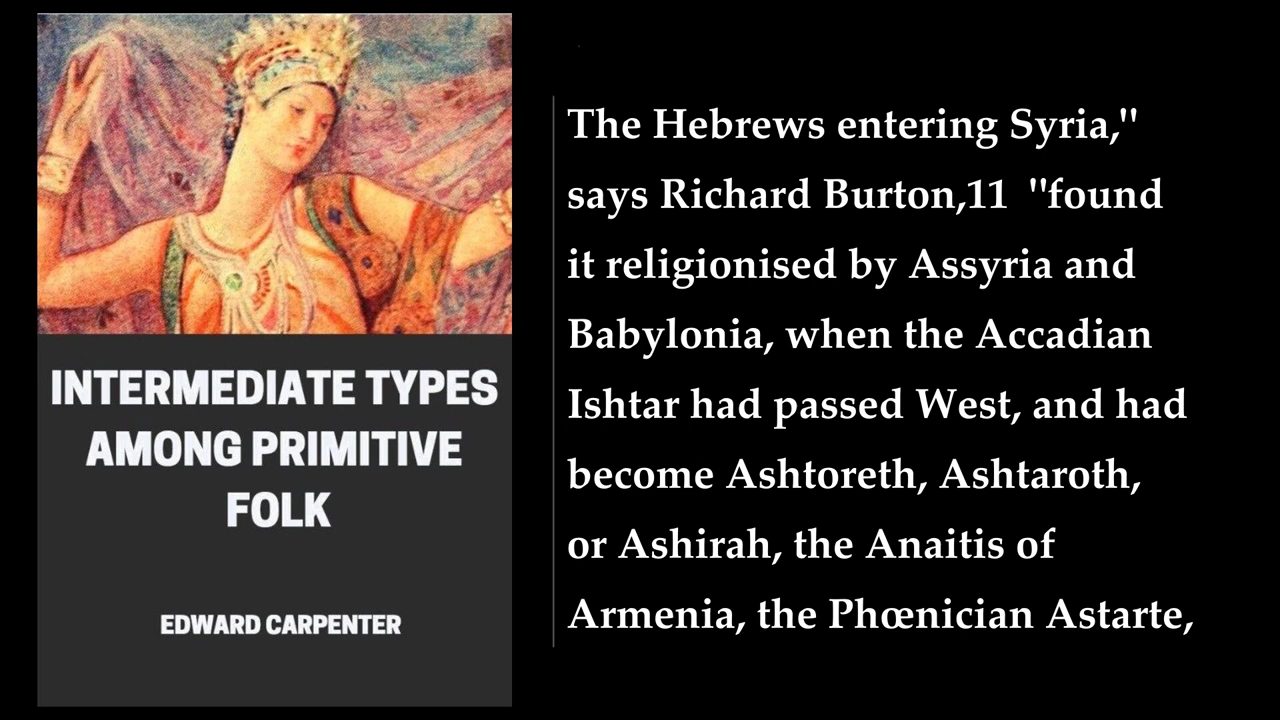 INTERMEDIATE TYPES
AMONG PRIMITIVE
FOLK
EDWARD CARPENTER
The Hebrews entering Syria,"
says Richard Burton,11  "found
it religionised by Assyria and
Babylonia, when the Accadian
Ishtar had passed West, and had
become Ashtoreth, Ashtaroth,
or Ashirah, the Anaitis of
Armenia, the Phœnician Astarte,